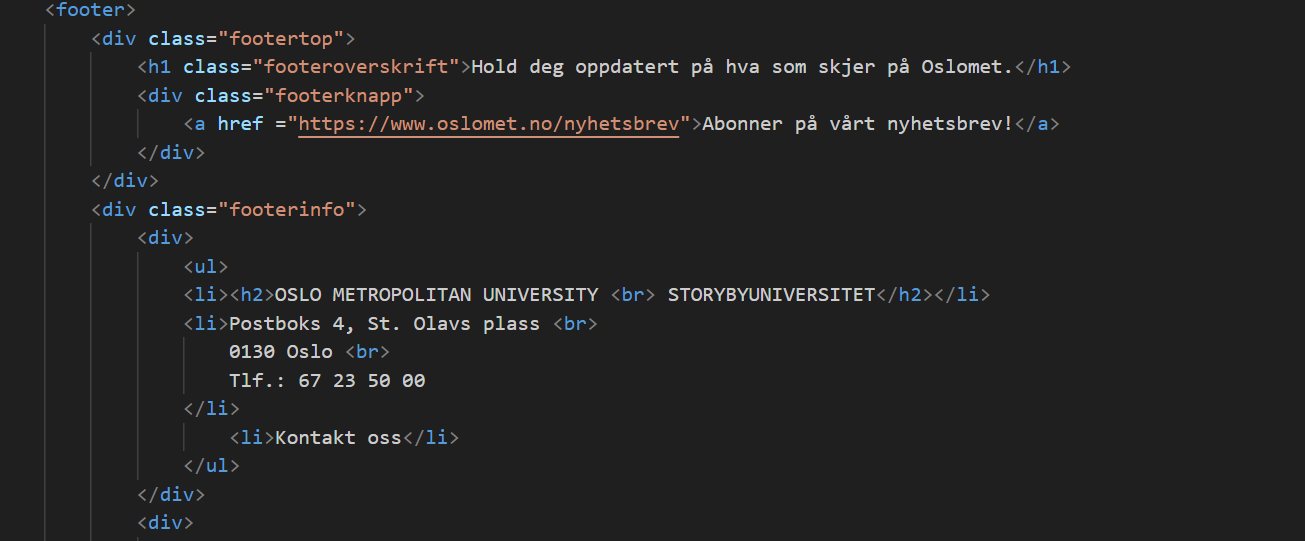 <footer>
<div class="footertop">
<h1 class="footeroverskrift">Hold deg oppdatert på hva som skjer på Oslomet.</h1>
<div class="footerknapp">
<a href ="https://www.oslomet.no/nyhetsbrev">Abonner på vårt nyhetsbrev!</a>
</div>
</div>
<div class="footerinfo">
<div>
<ul>
<li><h2>OSLO METROPOLITAN UNIVERSITY <br> STORYBYUNIVERSITET</h2></li>
<li>Postboks 4, St. Olavs plass <br>
0130 Oslo <br>
Tlf.: 67 23 50 00
</li>
<li>Kontakt oss</li>
</ul>
</div>
<div>